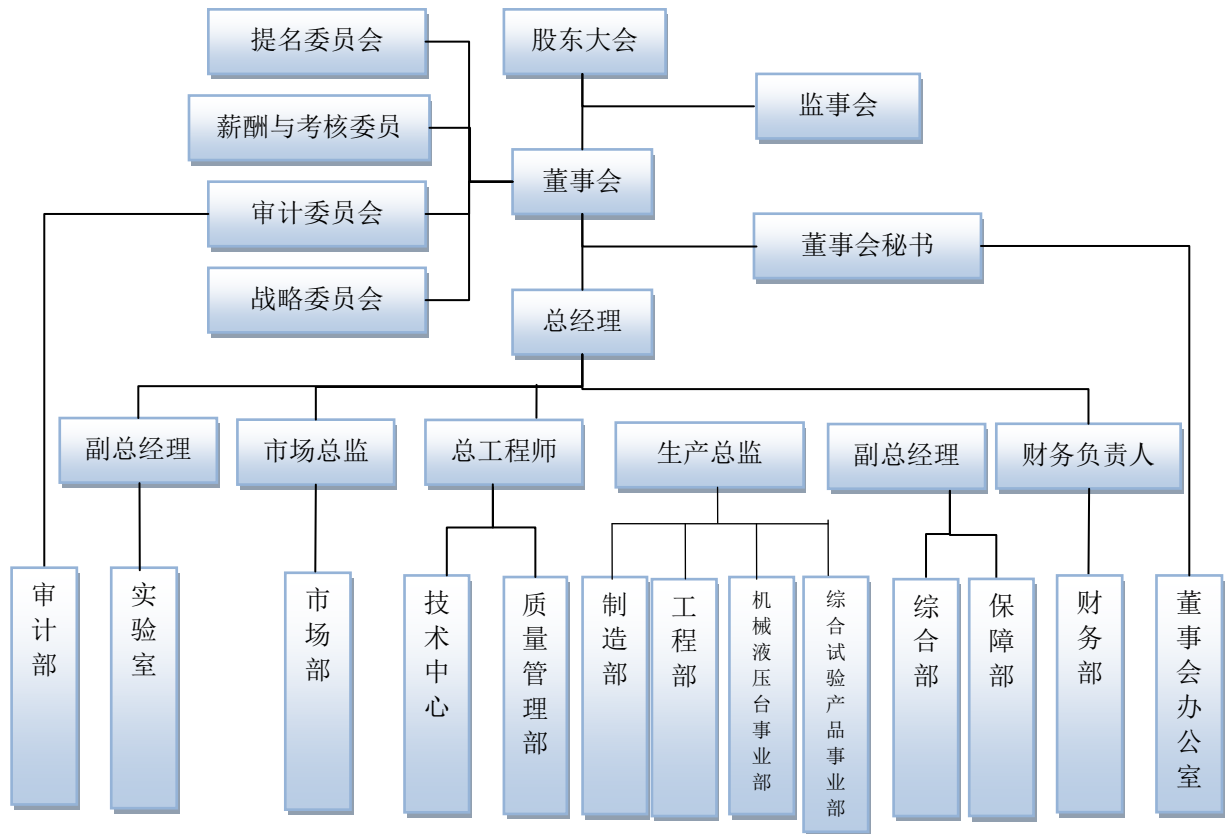 提名委员会
股东大会
监事会
薪酬与考核委员
董事会
审计委员会
董事会秘书
战略委员会
总经理
副总经理
市场总监
总工程师
生产总监
副总经理
财务负责人
审计部
实验室
市场部
技术中心
质量管理部
制造部
工程部
机械液压台事业部
综合试验产品事业部
综合部
保障部
财务部
董事会办公室